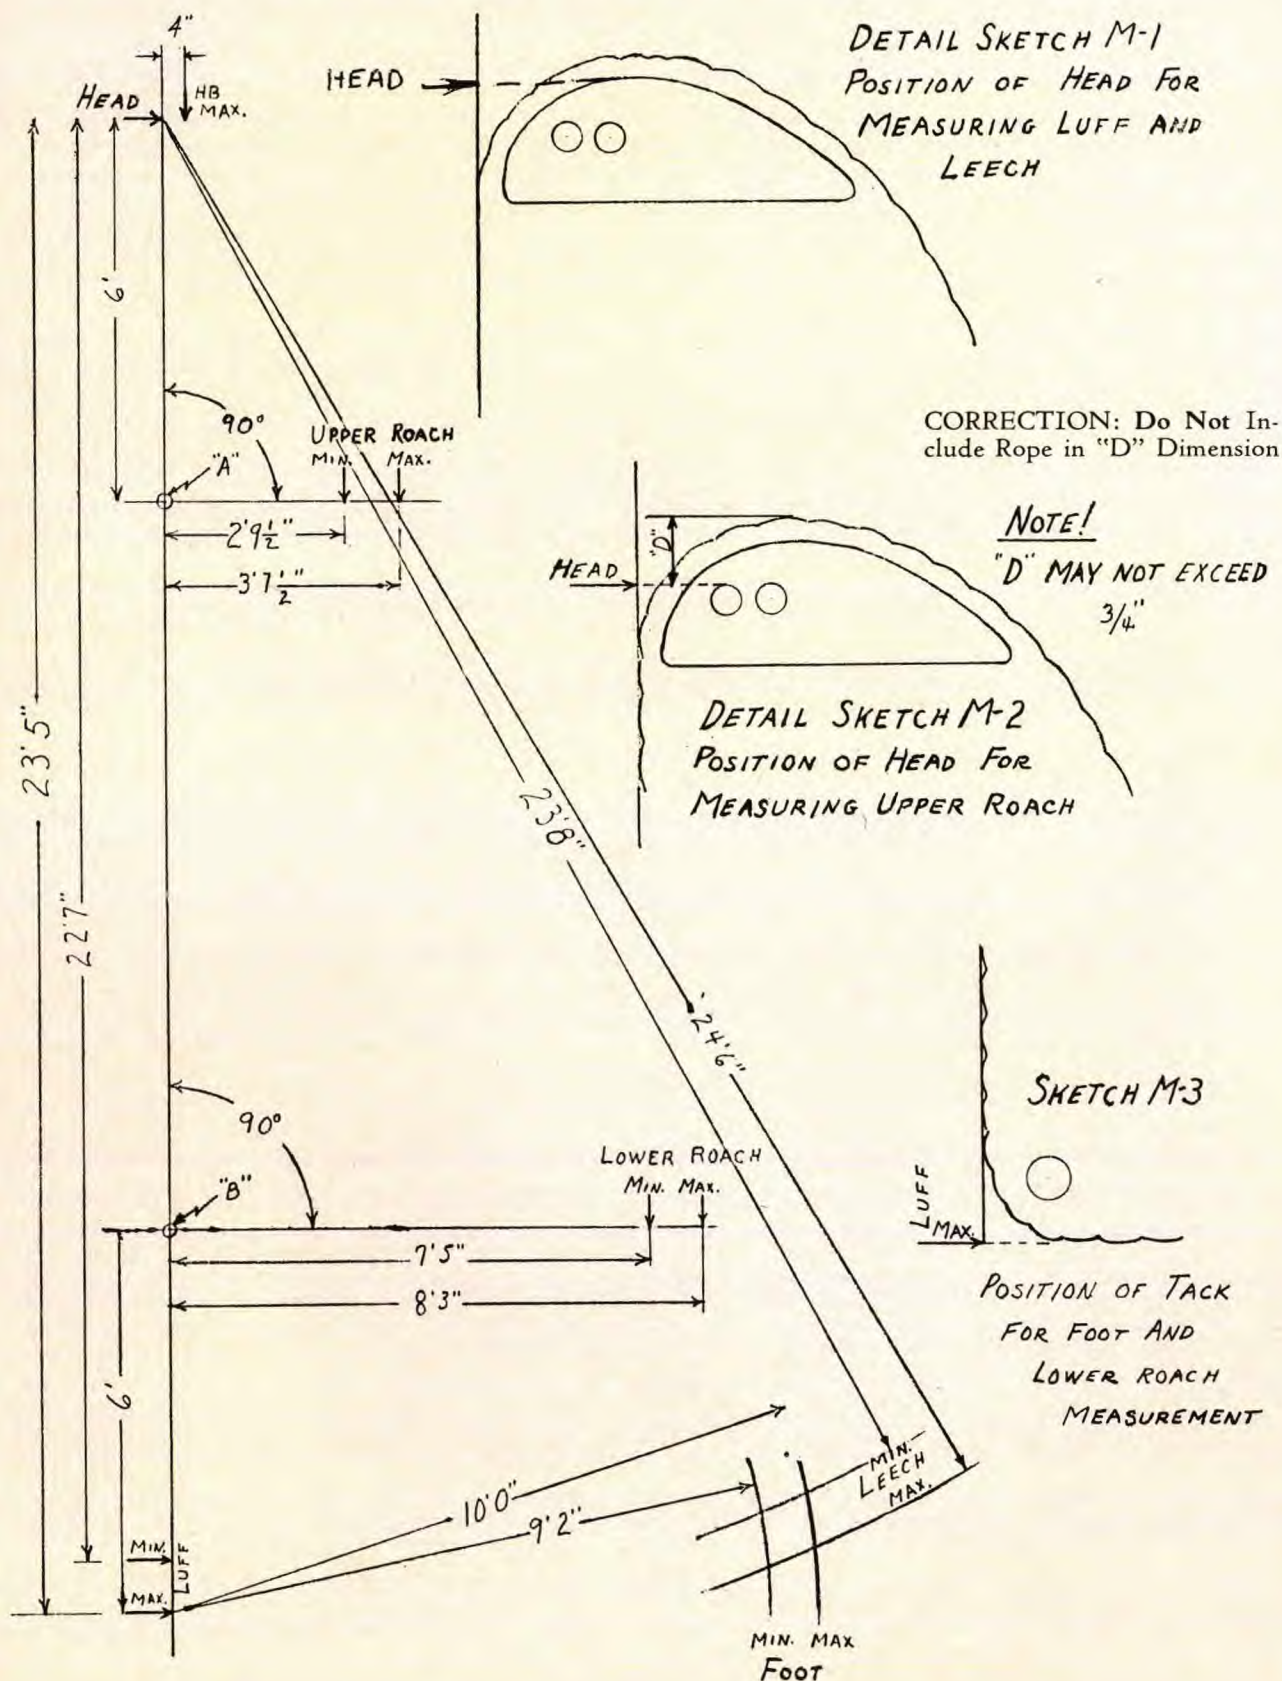 4"
HEAD
HB
MAX.
6'
90°
"A"
UPPER ROACH
MIN. MAX.
2'9½"
3'7½"
23'5"
22'7"
23'8"
24'6"
90°
"B"
LOWER ROACH
MIN. MAX.
7'5"
8'3"
6'
10'0"
9'2"
MIN.
LEECH
MAX.
MIN.
LUFF
MAX.
MIN. MAX
FOOT
HEAD
DETAIL SKETCH M-1
POSITION OF HEAD FOR
MEASURING LUFF AND
LEECH
CORRECTION: Do Not In-
clude Rope in "D" Dimension
NOTE!
"D" MAY NOT EXCEED
3/4"
HEAD
"D"
DETAIL SKETCH M-2
POSITION OF HEAD FOR
MEASURING UPPER ROACH
SKETCH M-3
LUFF
MAX.
POSITION OF TACK
FOR FOOT AND
LOWER ROACH
MEASUREMENT